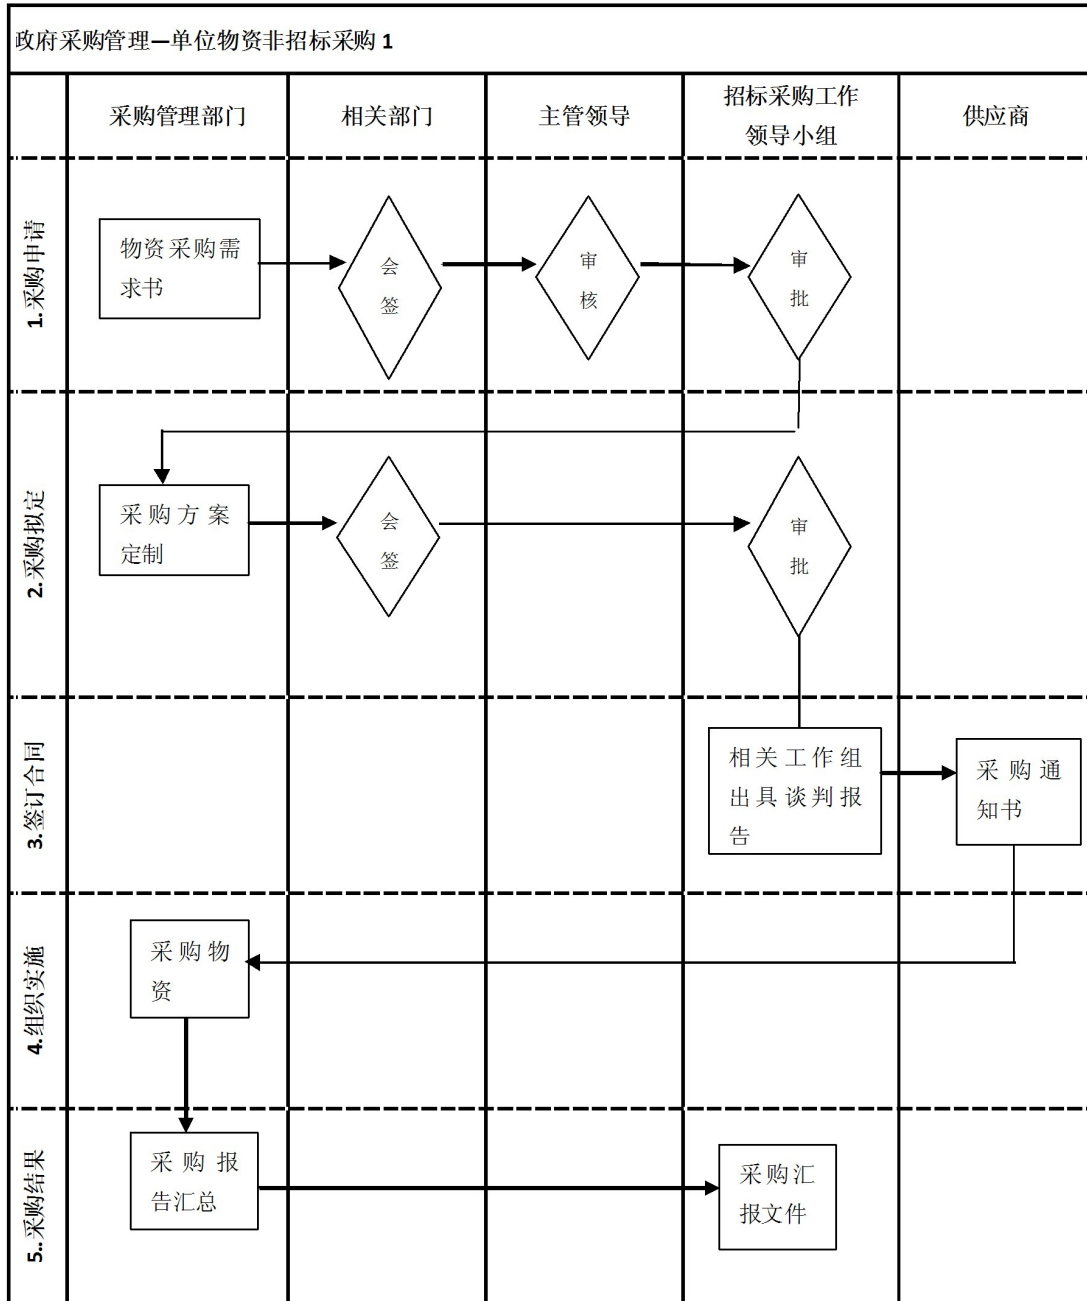 政府采购管理—单位物资非招标采购 1
采购管理部门
相关部门
主管领导
招标采购工作
领导小组
供应商
1.采购申请
物资采购需
求书
会
签
审
核
审
批
2.采购拟定
采购方案
定制
会
签
审
批
3.签订合同
相关工作组
出具谈判报
告
采购通
知书
4.组织实施
采购物
资
5..采购结果
采购报
告汇总
采购汇
报文件